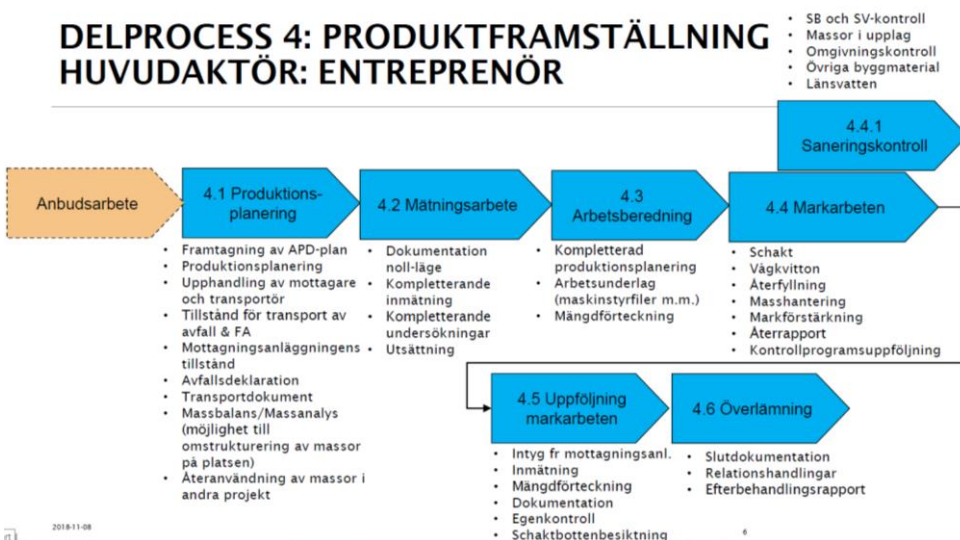 DELPROCESS 4: PRODUKTFRAMSTÄLLNING
HUVUDAKTÖR: ENTREPRENÖR
• SB och SV-kontroll
• Massor i upplag
• Omgivningskontroll
• Övriga byggmaterial
• Länsvatten
4.4.1
Saneringskontroll
Anbudsarbete
4.1 Produktions-
planering
• Framtagning av APD-plan
• Produktionsplanering
• Upphandling av mottagare
och transportör
• Tillstånd för transport av
avfall & FA
• Mottagningsanläggningens
tillstånd
• Avfallsdeklaration
• Transportdokument
• Massbalans/Massanalys
(möjlighet till
omstrukturering av massor
på platsen)
• Återanvändning av massor i
andra projekt
4.2 Mätningsarbete
• Dokumentation
noll-läge
• Kompletterande
inmätning
• Kompletterande
undersökningar
• Utsättning
4.3
Arbetsberedning
• Kompletterad
produktionsplanering
• Arbetsunderlag
(maskinstyrfiler m.m.)
• Mängdförteckning
4.4 Markarbeten
• Schakt
• Vägkvitton
• Återfyllning
• Masshantering
• Markförstärkning
• Återrapport
• Kontrollprogramsuppföljning
4.5 Uppföljning
markarbeten
• Intyg fr mottagningsanl.
• Inmätning
• Mängdförteckning
• Dokumentation
• Egenkontroll
• Schaktbottenbesiktning
4.6 Överlämning
• Slutdokumentation
• Relationshandlingar
• Efterbehandlingsrapport
2018-11-08
6